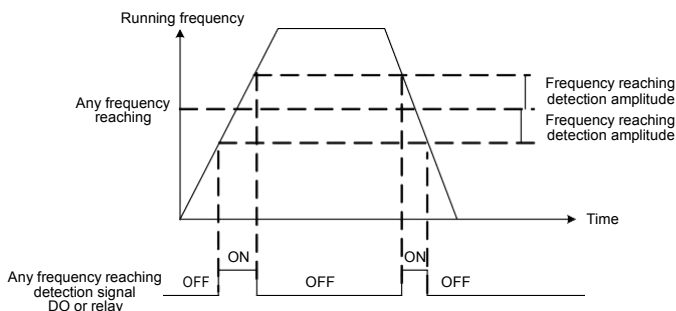 Running frequency
Frequency reaching
detection amplitude
Any frequency
reaching
Frequency reaching
detection amplitude
Time
ON
ON
Any frequency reaching
detection signal
DO or relay
OFF
OFF
OFF